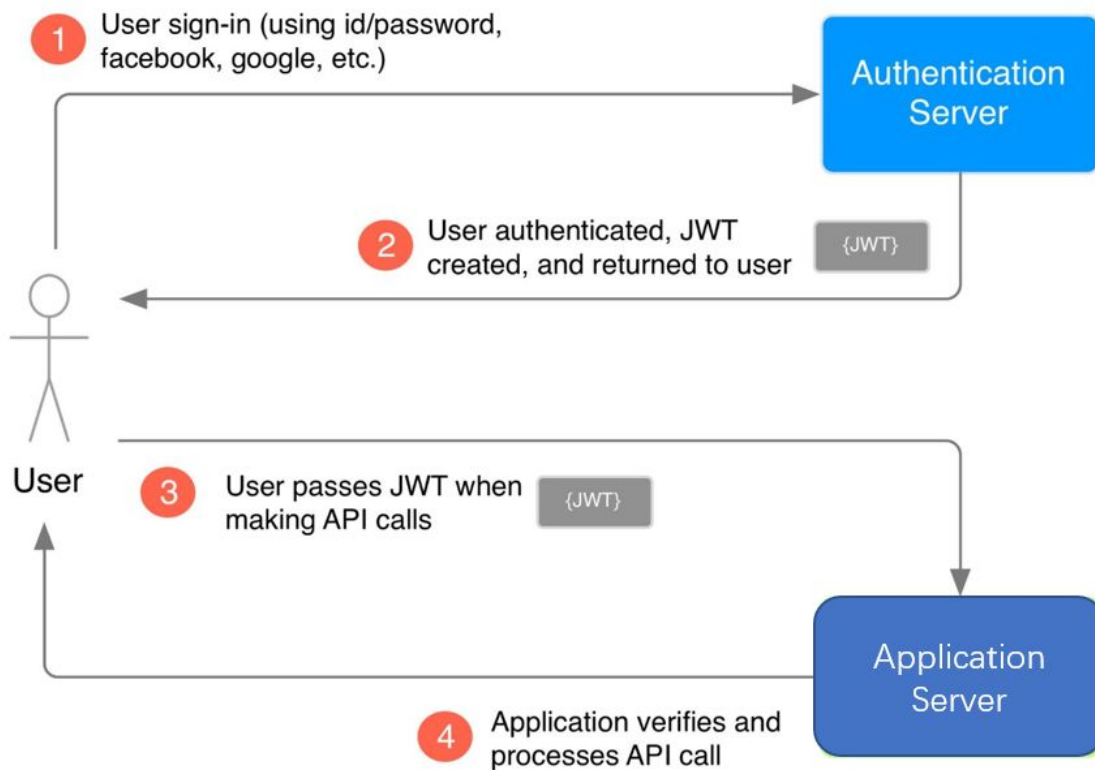 1
User sign-in (using id/password,
facebook, google, etc.)
Authentication
Server
2
User authenticated, JWT
created, and returned to user
{JWT}
User
3
User passes JWT when
making API calls
{JWT}
Application
Server
4
Application verifies and
processes API call